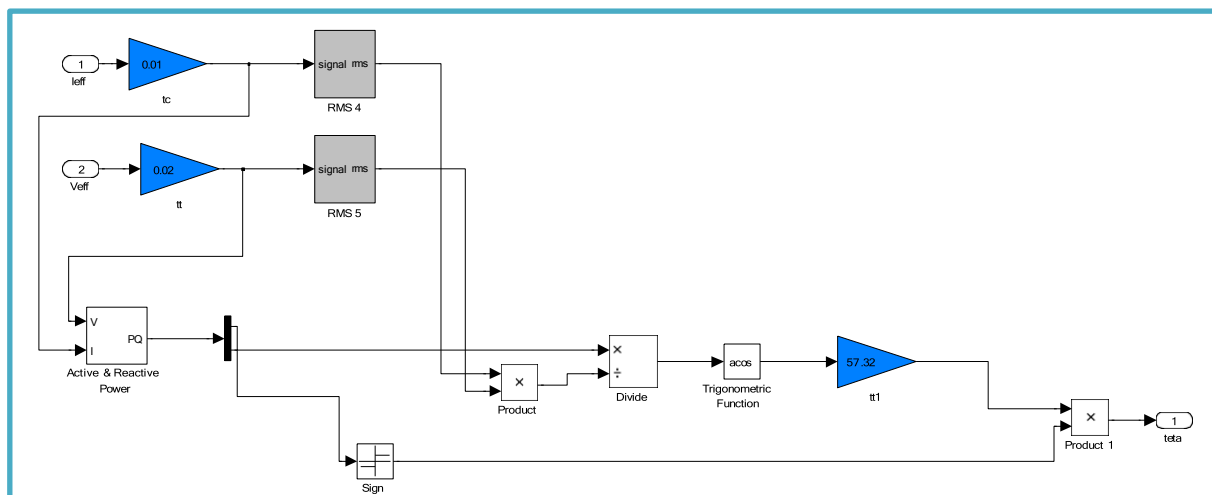 1
Ieff
0.01
tc
signal rms
RMS 4
2
Veff
0.02
tt
signal rms
RMS 5
V
I
PQ
Active & Reactive
Power
×
Product
×
÷
Divide
acos
Trigonometric
Function
57.32
tt1
×
Product 1
1
teta
Sign